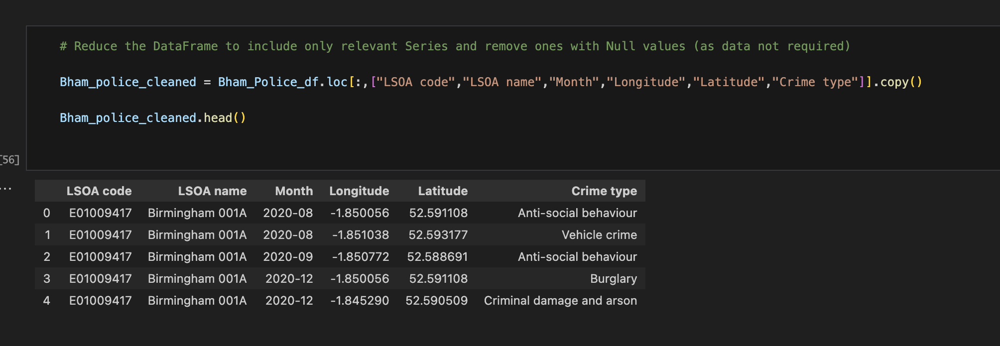 # Reduce the DataFrame to include only relevant Series and remove ones with Null values (as data not required)
Bham_police_cleaned = Bham_Police_df.loc[:,["LSOA code","LSOA name","Month","Longitude","Latitude","Crime type"]].copy()
Bham_police_cleaned.head()
[56]
...
LSOA code LSOA name Month Longitude Latitude Crime type
0 E01009417 Birmingham 001A 2020-08 -1.850056 52.591108 Anti-social behaviour
1 E01009417 Birmingham 001A 2020-08 -1.851038 52.593177 Vehicle crime
2 E01009417 Birmingham 001A 2020-09 -1.850772 52.588691 Anti-social behaviour
3 E01009417 Birmingham 001A 2020-12 -1.850056 52.591108 Burglary
4 E01009417 Birmingham 001A 2020-12 -1.845290 52.590509 Criminal damage and arson